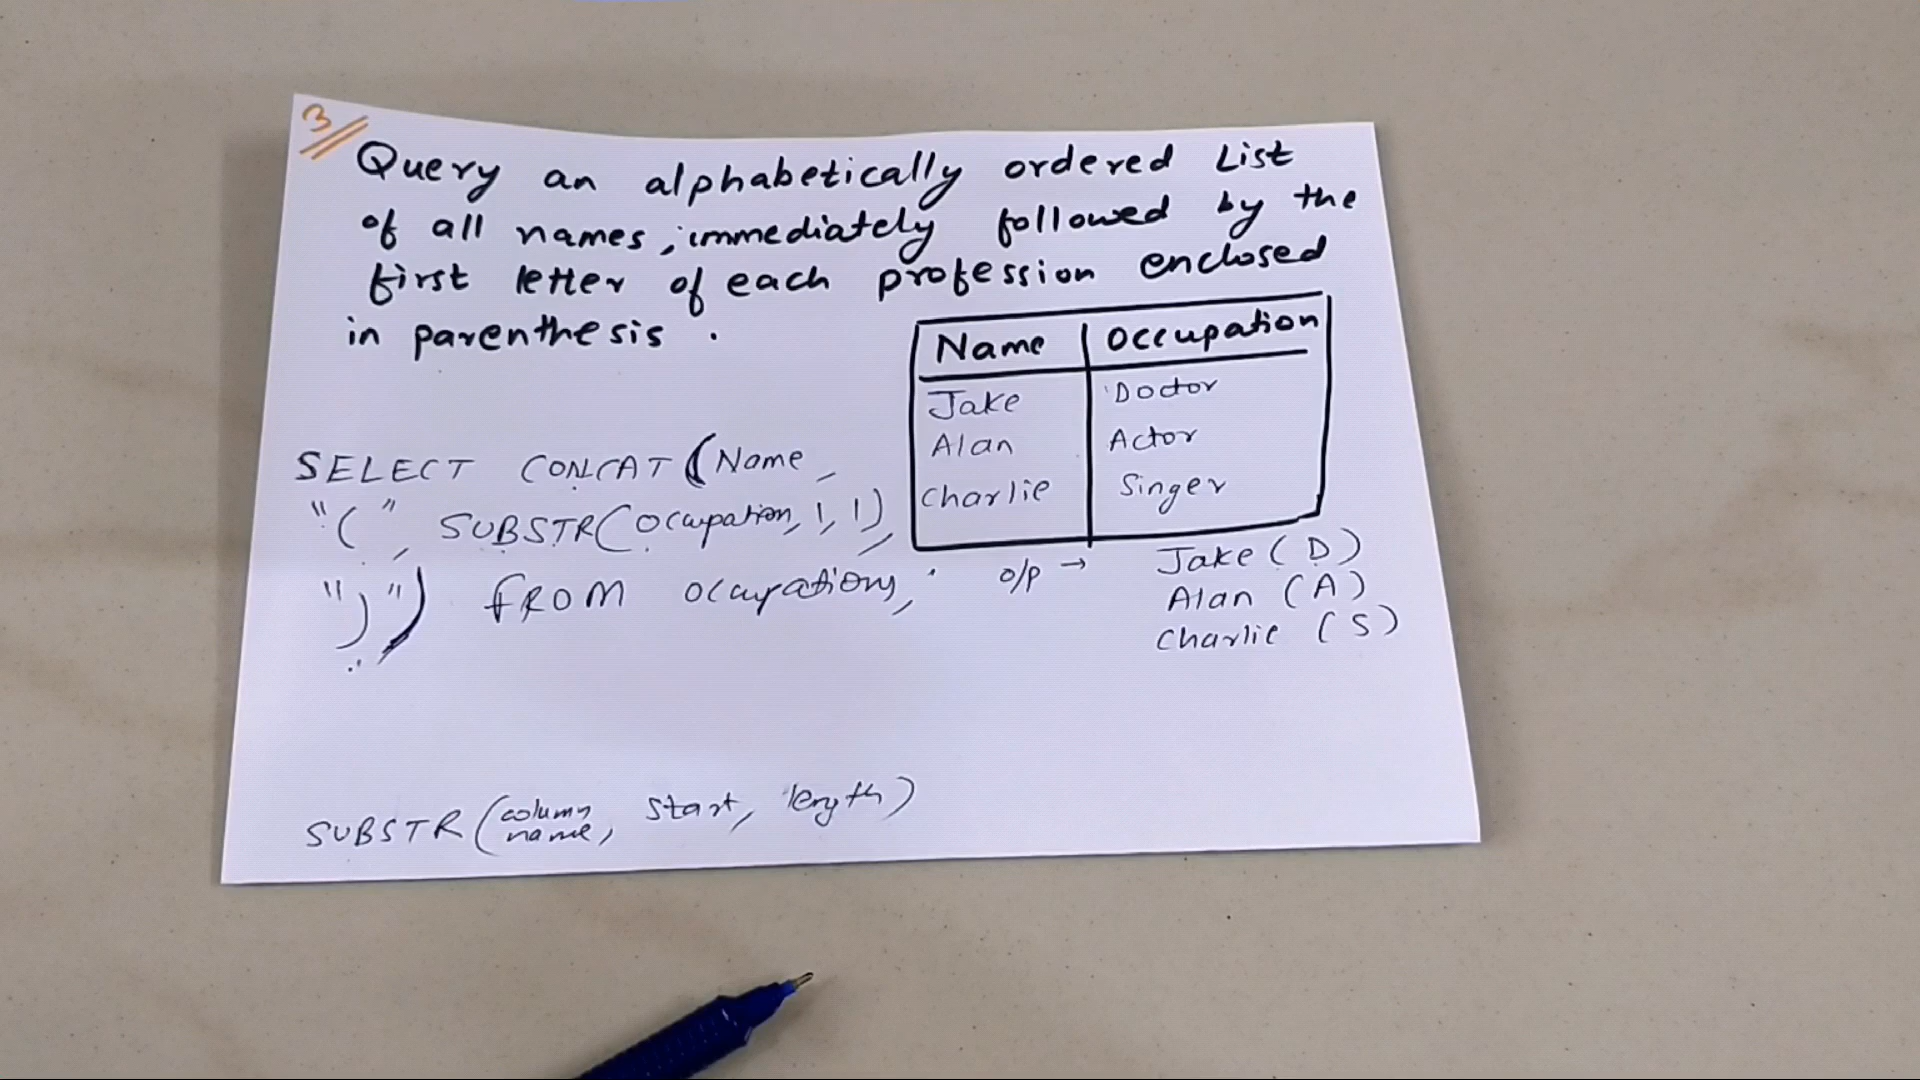 3
Query an alphabetically ordered List
of all names, immediately followed by the
first letter of each profession enclosed
in parenthesis .
Name Occupation
Jake Doctor
Alan Actor
Charlie Singer
SELECT CONCAT (Name,
"(", SUBSTR(Occupation, 1, 1),
")") FROM Occupations;
O/P → Jake (D)
Alan (A)
Charlie (S)
SUBSTR (column name, start, length)